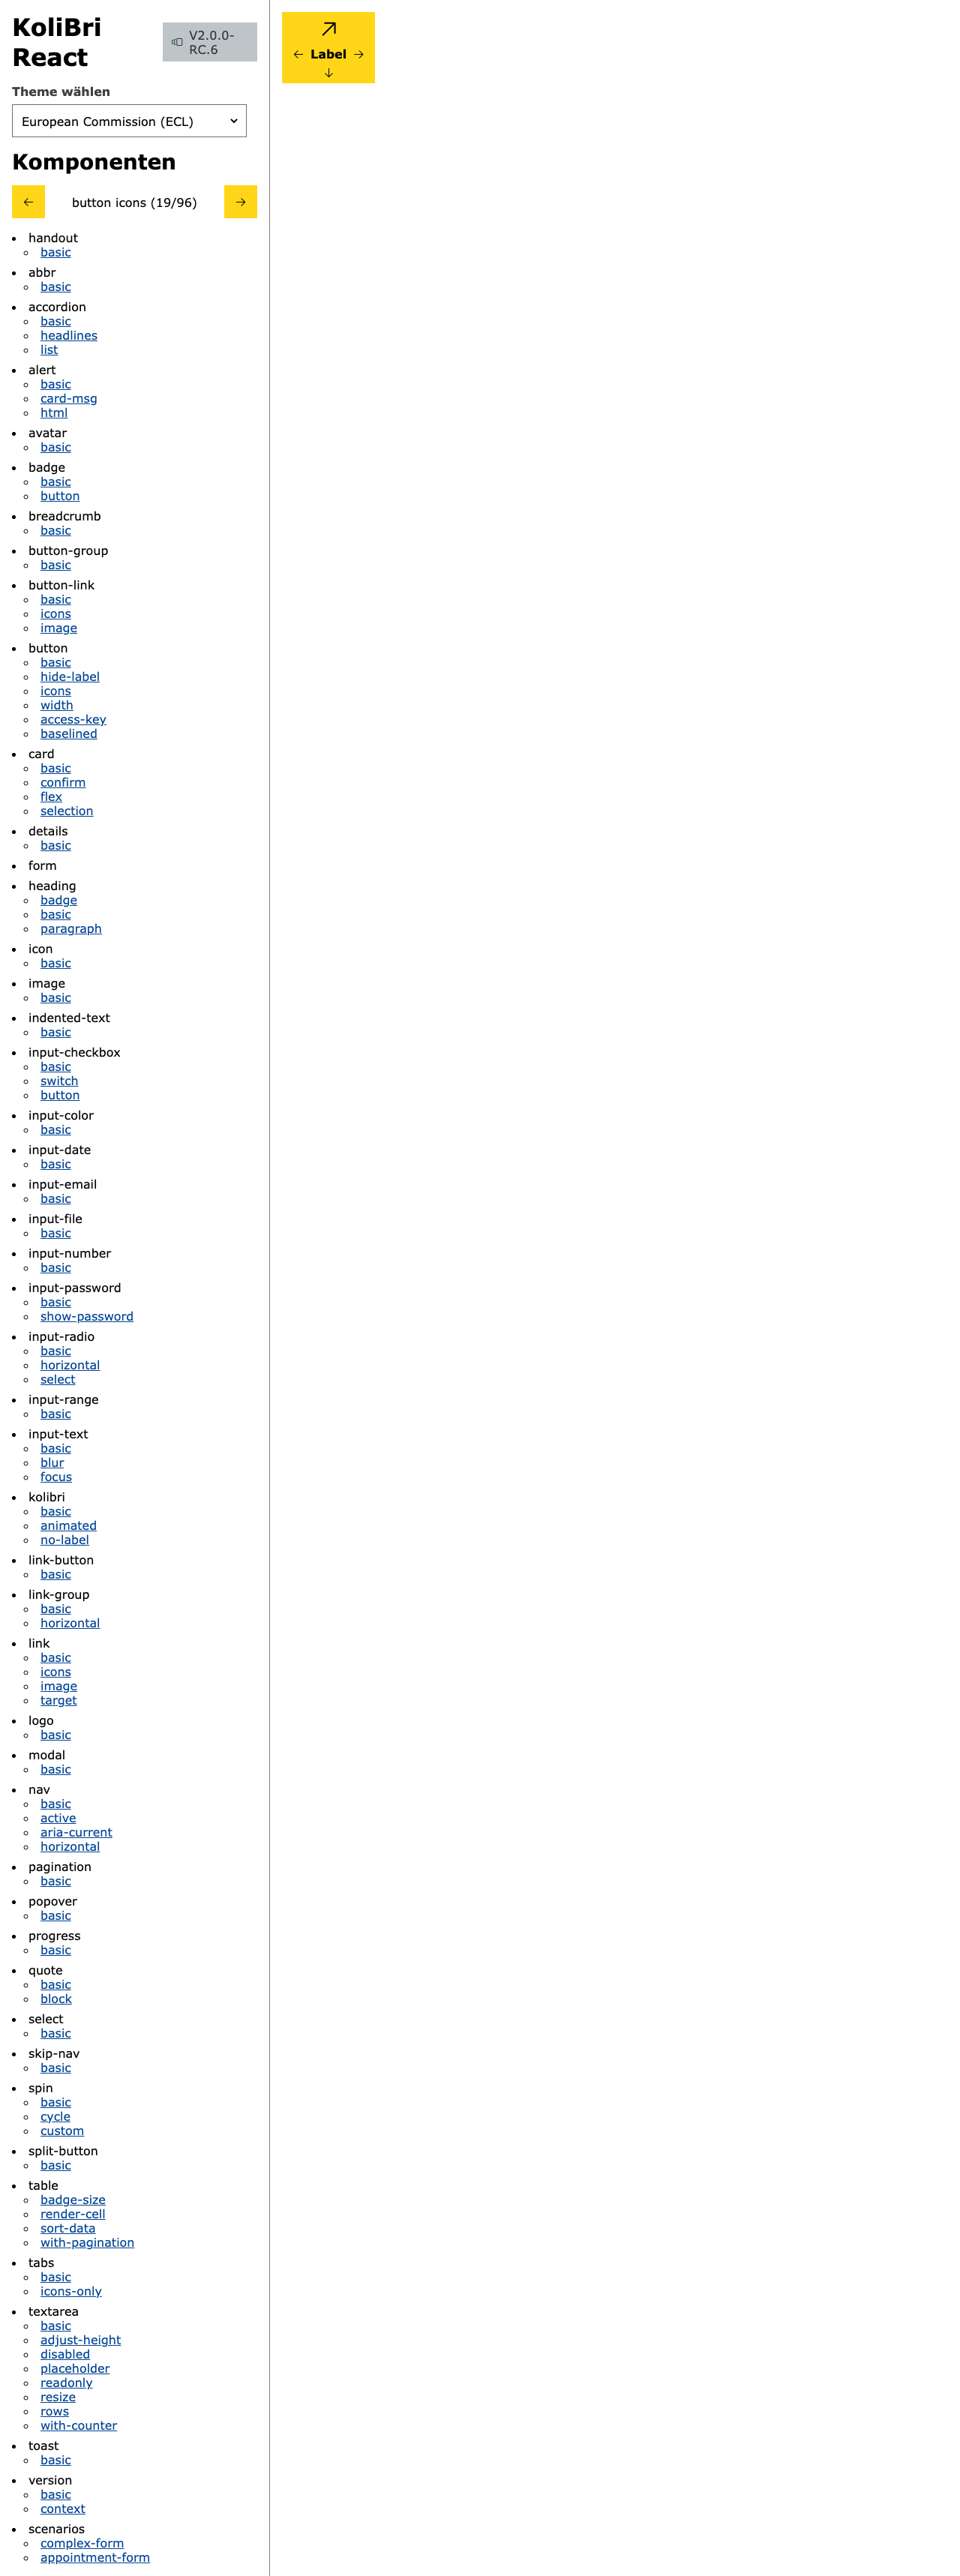 KoliBri
React
V2.0.0-
RC.6
Theme wählen
European Commission (ECL)
Komponenten
button icons (19/96)
handout
basic
abbr
basic
accordion
basic
headlines
list
alert
basic
card-msg
html
avatar
basic
badge
basic
button
breadcrumb
basic
button-group
basic
button-link
basic
icons
image
button
basic
hide-label
icons
width
access-key
baselined
card
basic
confirm
flex
selection
details
basic
form
heading
badge
basic
paragraph
icon
basic
image
basic
indented-text
basic
input-checkbox
basic
switch
button
input-color
basic
input-date
basic
input-email
basic
input-file
basic
input-number
basic
input-password
basic
show-password
input-radio
basic
horizontal
select
input-range
basic
input-text
basic
blur
focus
kolibri
basic
animated
no-label
link-button
basic
link-group
basic
horizontal
link
basic
icons
image
target
logo
basic
modal
basic
nav
basic
active
aria-current
horizontal
pagination
basic
popover
basic
progress
basic
quote
basic
block
select
basic
skip-nav
basic
spin
basic
cycle
custom
split-button
basic
table
badge-size
render-cell
sort-data
with-pagination
tabs
basic
icons-only
textarea
basic
adjust-height
disabled
placeholder
readonly
resize
rows
with-counter
toast
basic
version
basic
context
scenarios
complex-form
appointment-form
Label